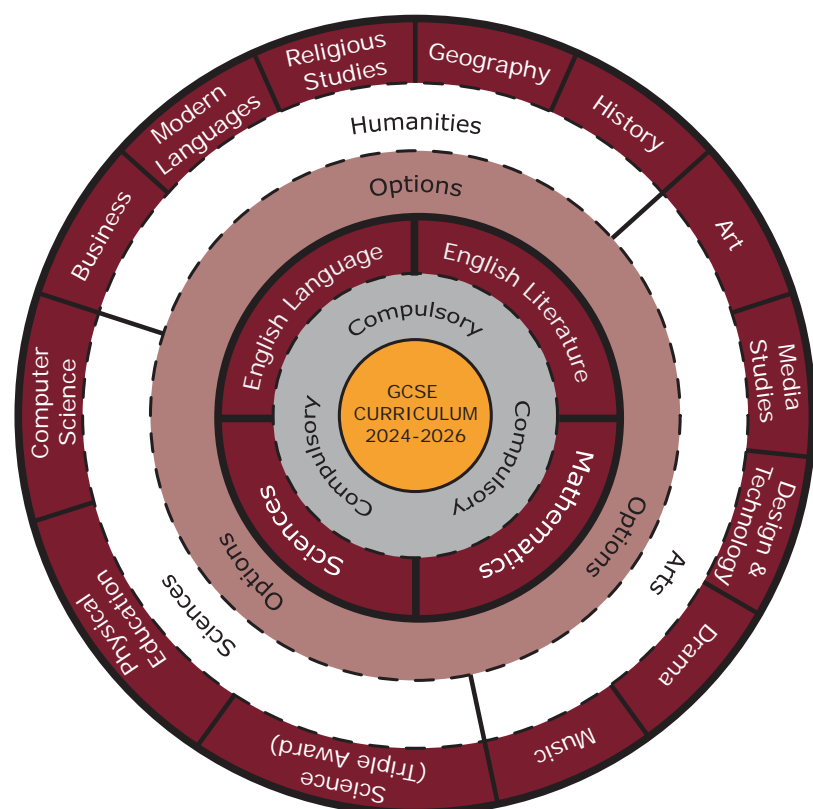 GCSE
CURRICULUM
2024-2026
Compulsory
Compulsory
Compulsory
English Language
English Literature
Mathematics
Sciences
Options
Options
Options
Humanities
Arts
Sciences
Business
Modern
Languages
Religious
Studies
Geography
History
Art
Media
Studies
Design &
Technology
Drama
Music
Science
(Triple Award)
Physical
Education
Computer
Science